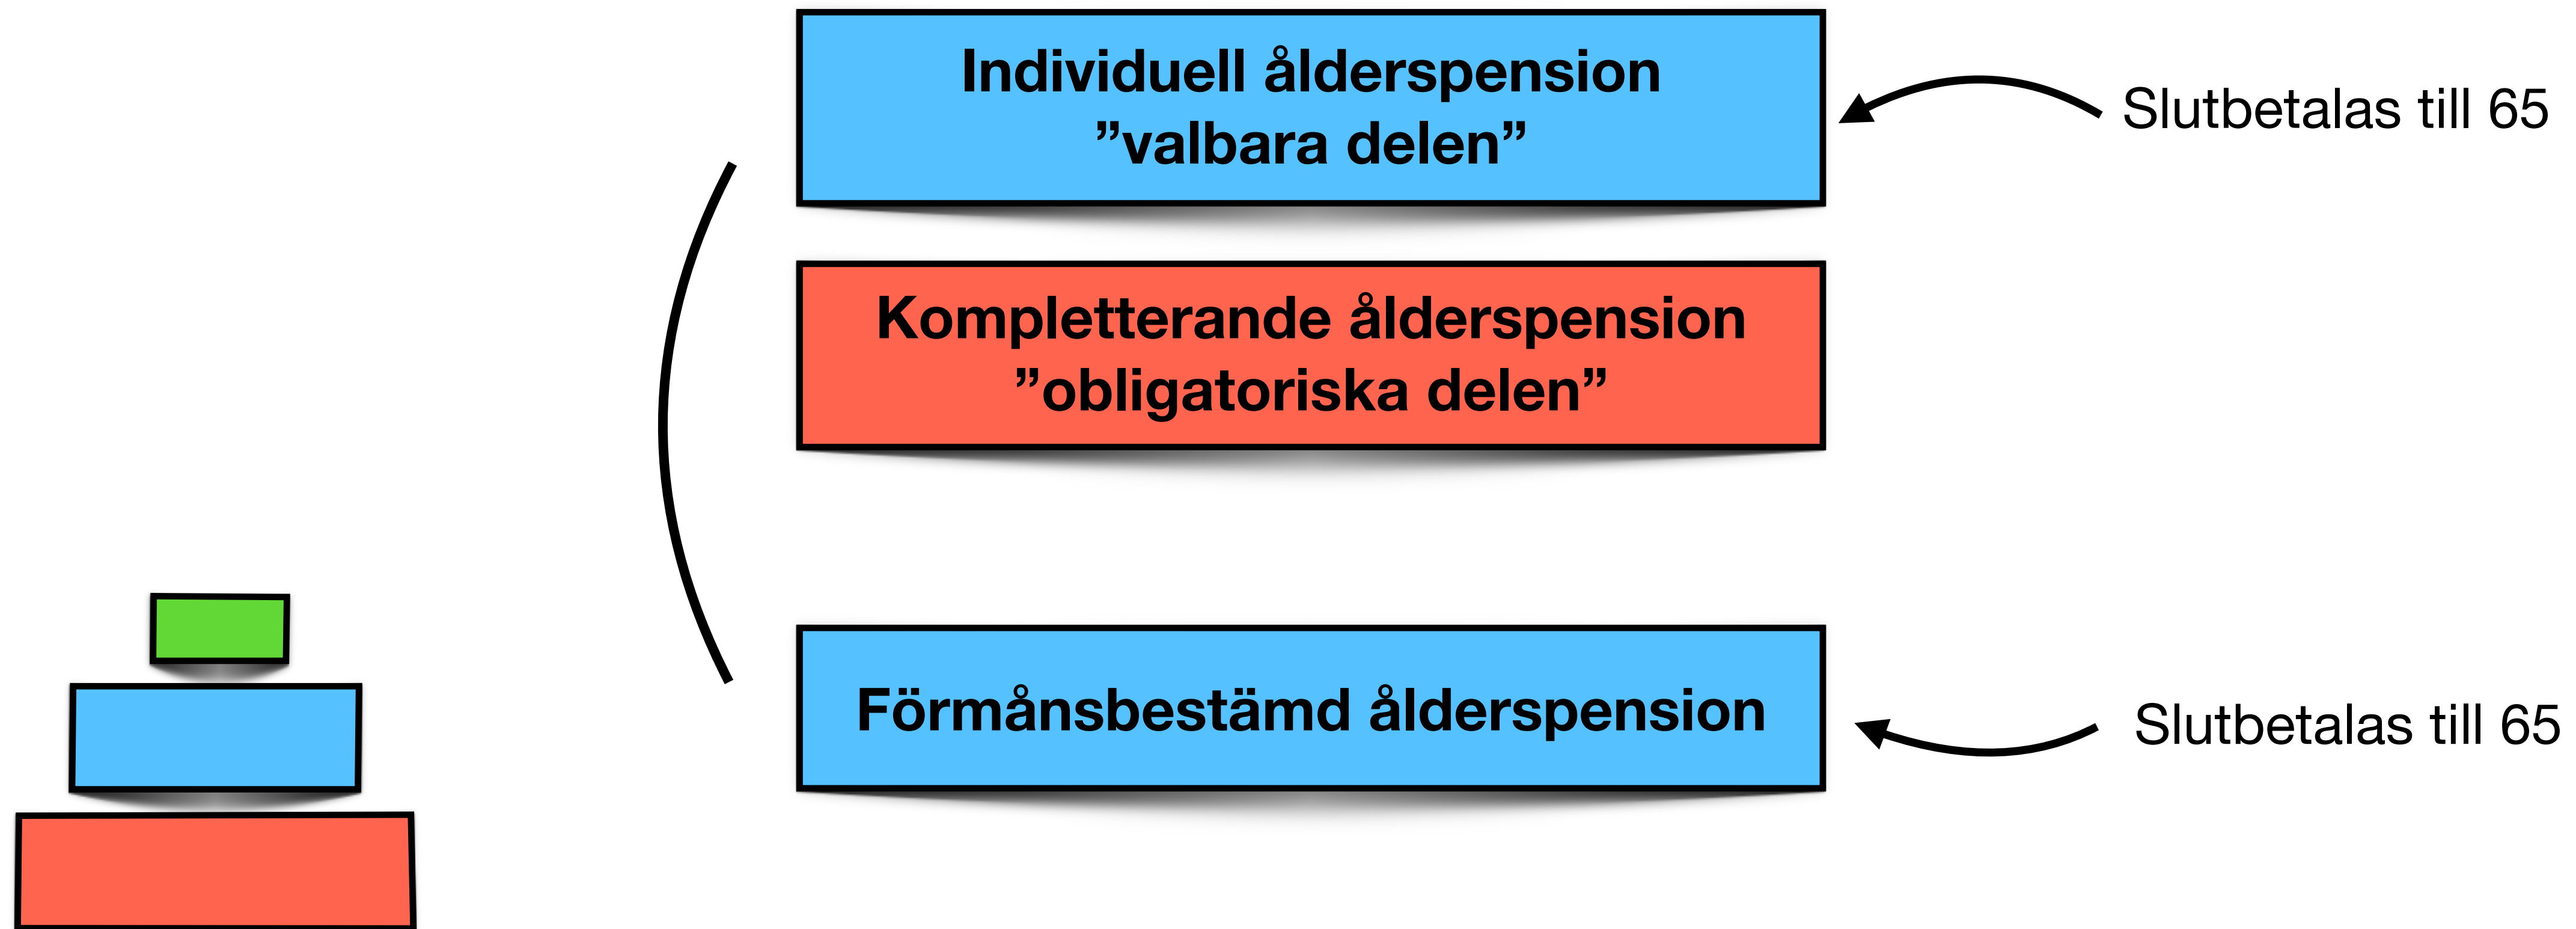 Individuell ålderspension
”valbara delen”
Slutbetalas till 65
Kompletterande ålderspension
”obligatoriska delen”
Förmånsbestämd ålderspension
Slutbetalas till 65